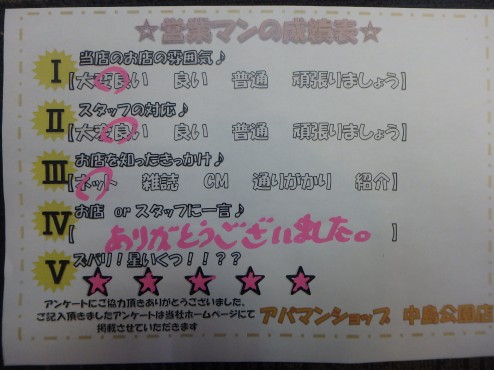 ☆営業マンの成績表☆
Ⅰ 当店のお店の雰囲気♪
【大変良い 良い 普通 頑張りましょう】
Ⅱ スタッフの対応♪
【大変良い 良い 普通 頑張りましょう】
Ⅲ お店を知ったきっかけ♪
【ネット 雑誌 CM 通りがかり 紹介】
Ⅳ お店 or スタッフに一言♪
【ありがとうございました。】
Ⅴ ズバリ!星いくつ!!??
★ ★ ★ ★ ★
アンケートにご協力頂きありがとうございました。
ご記入頂きましたアンケートは当社ホームページにて
掲載させていただきます
アパマンショップ 中島公園店